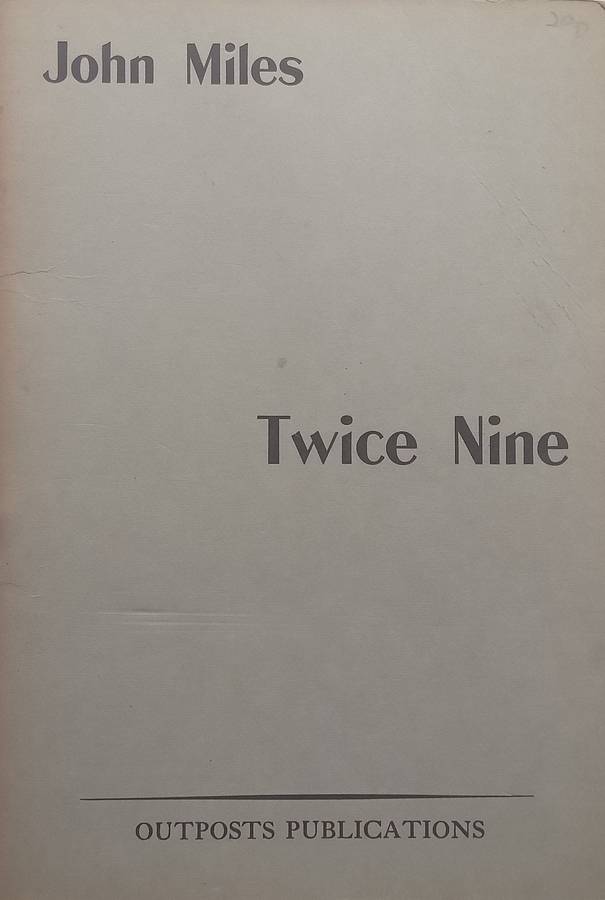 John Miles
Twice Nine
OUTPOSTS PUBLICATIONS